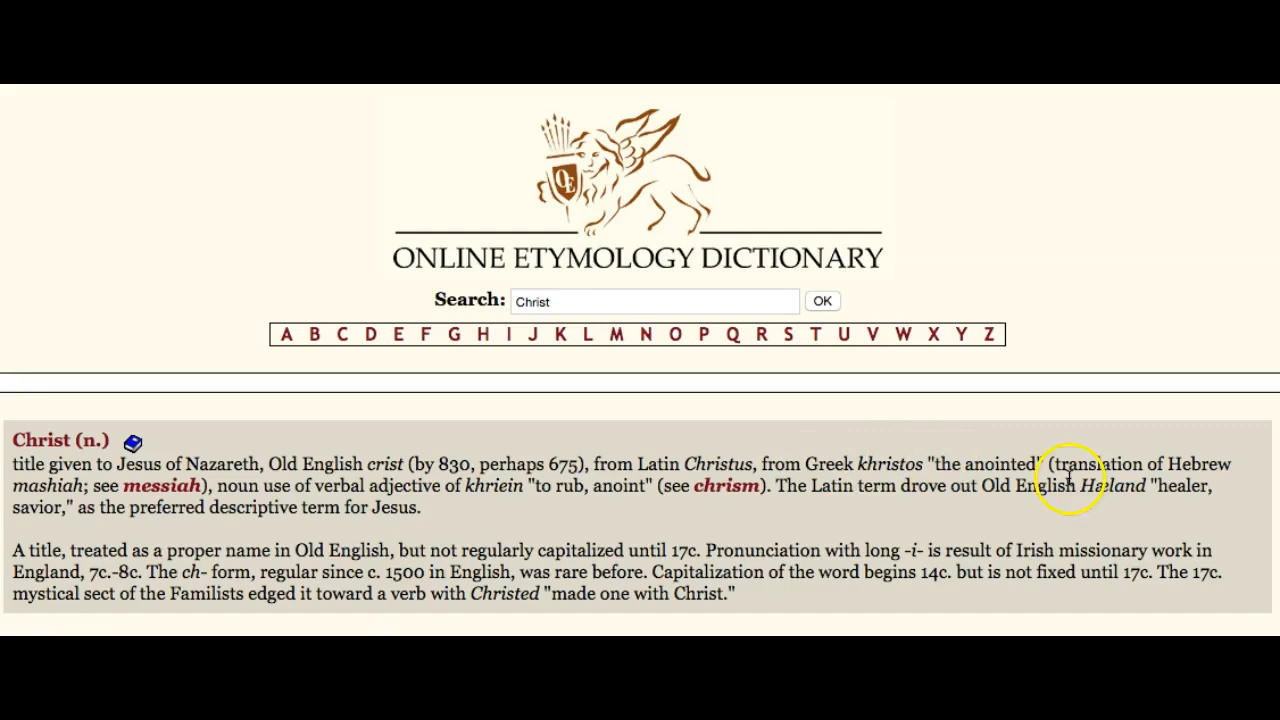 OE
ONLINE ETYMOLOGY DICTIONARY
Search: Christ OK
A B C D E F G H I J K L M N O P Q R S T U V W X Y Z
Christ (n.)
title given to Jesus of Nazareth, Old English crist (by 830, perhaps 675), from Latin Christus, from Greek khristos "the anointed" (translation of Hebrew
mashiah; see messiah), noun use of verbal adjective of khriein "to rub, anoint" (see chrism). The Latin term drove out Old English Hæland "healer,
savior," as the preferred descriptive term for Jesus.
A title, treated as a proper name in Old English, but not regularly capitalized until 17c. Pronunciation with long -i- is result of Irish missionary work in
England, 7c.-8c. The ch- form, regular since c. 1500 in English, was rare before. Capitalization of the word begins 14c. but is not fixed until 17c. The 17c.
mystical sect of the Familists edged it toward a verb with Christed "made one with Christ."